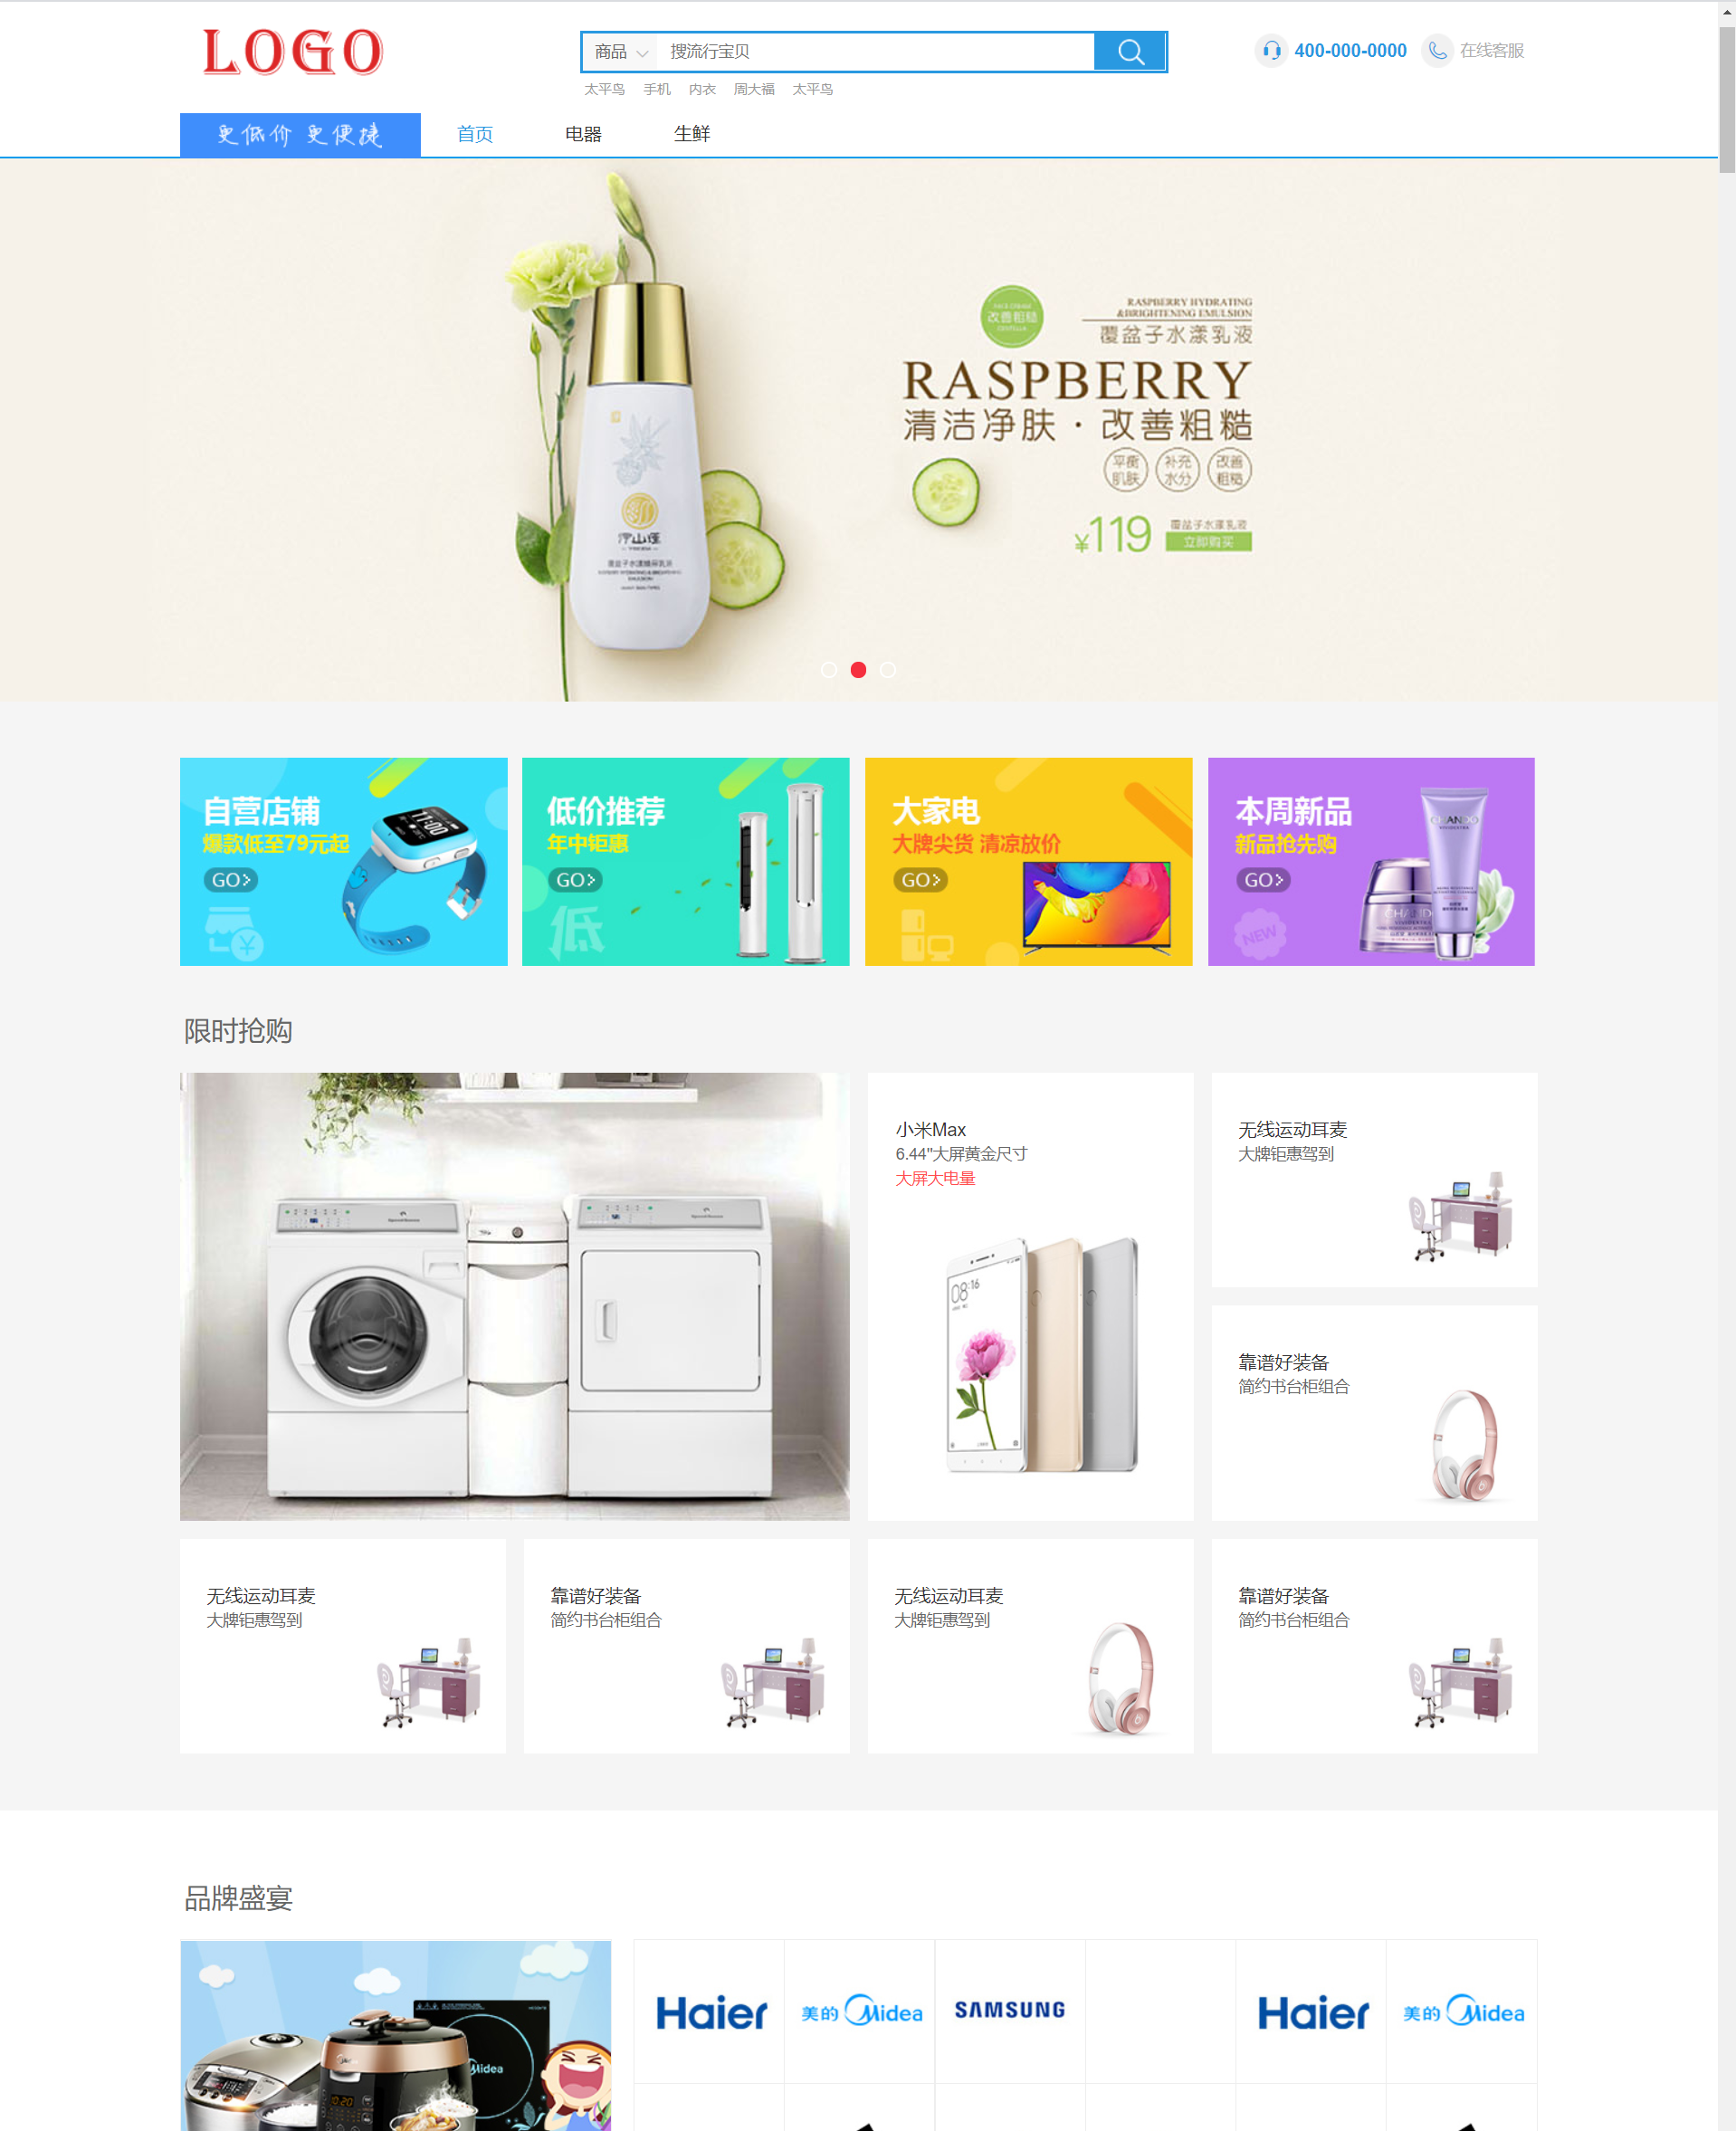 LOGO
商品 搜流行宝贝
400-000-0000 在线客服
太平鸟 手机 内衣 周大福 太平鸟
更低价 更便捷 首页 电器 生鲜
RASPBERRY HYDRATING
&BRIGHTENING EMULSION
改善粗糙
覆盆子水漾乳液
RASPBERRY
清洁净肤·改善粗糙
平衡肌肤 补充水分 改善粗糙
¥119 覆盆子水漾乳液
立即购买
自营店铺
爆款低至79元起
GO
11:00
低价推荐
年中钜惠
GO
低
大家电
大牌尖货 清凉放价
GO
本周新品
新品抢先购
GO
NEW
CHANDO
限时抢购
小米Max
6.44"大屏黄金尺寸
大屏大电量
08:16
无线运动耳麦
大牌钜惠驾到
靠谱好装备
简约书台柜组合
无线运动耳麦
大牌钜惠驾到
靠谱好装备
简约书台柜组合
无线运动耳麦
大牌钜惠驾到
靠谱好装备
简约书台柜组合
品牌盛宴
Midea
Haier 美的 Midea SAMSUNG Haier 美的 Midea